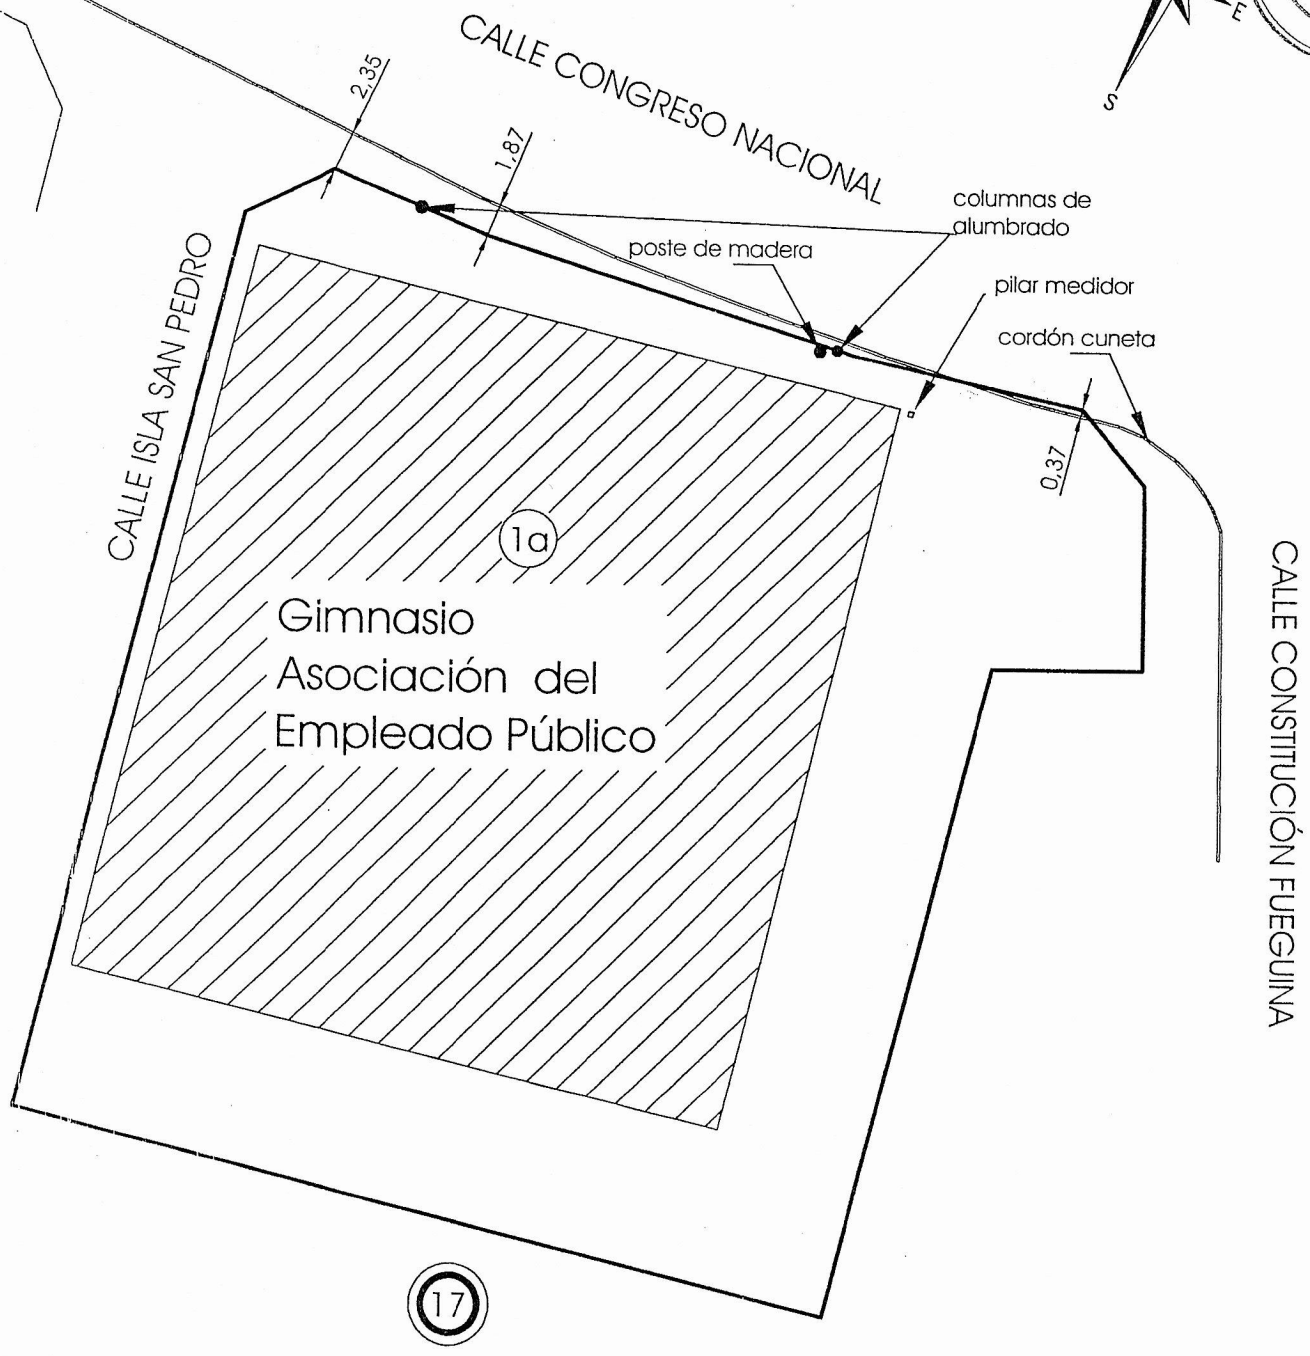 E
S
CALLE CONGRESO NACIONAL
2,35
1,87
columnas de
alumbrado
poste de madera
pilar medidor
cordón cuneta
CALLE ISLA SAN PEDRO
0,37
1a
Gimnasio
Asociación del
Empleado Público
CALLE CONSTITUCIÓN FUEGUINA
17